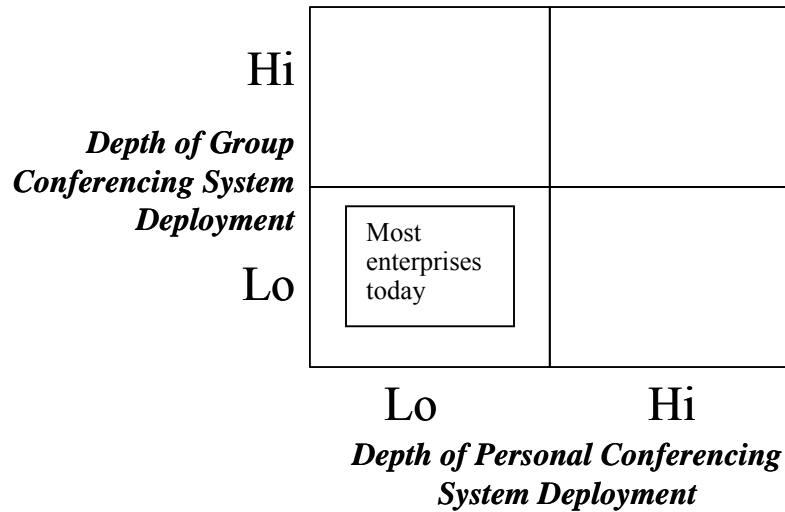 Hi
Depth of Group
Conferencing System
Deployment
Most
enterprises
today
Lo
Lo
Hi
Depth of Personal Conferencing
System Deployment